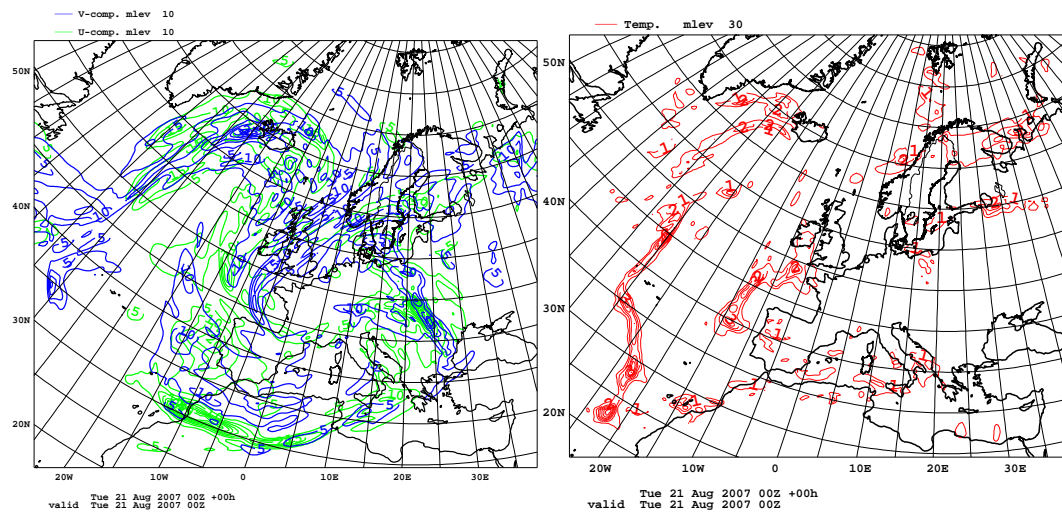 V-comp. mlev 10
U-comp. mlev 10
50N
40N
30N
20N
20W 10W 0 10E 20E 30E
Tue 21 Aug 2007 00Z +00h
valid Tue 21 Aug 2007 00Z
Temp. mlev 30
50N
40N
30N
20N
20W 10W 0 10E 20E 30E
Tue 21 Aug 2007 00Z +00h
valid Tue 21 Aug 2007 00Z